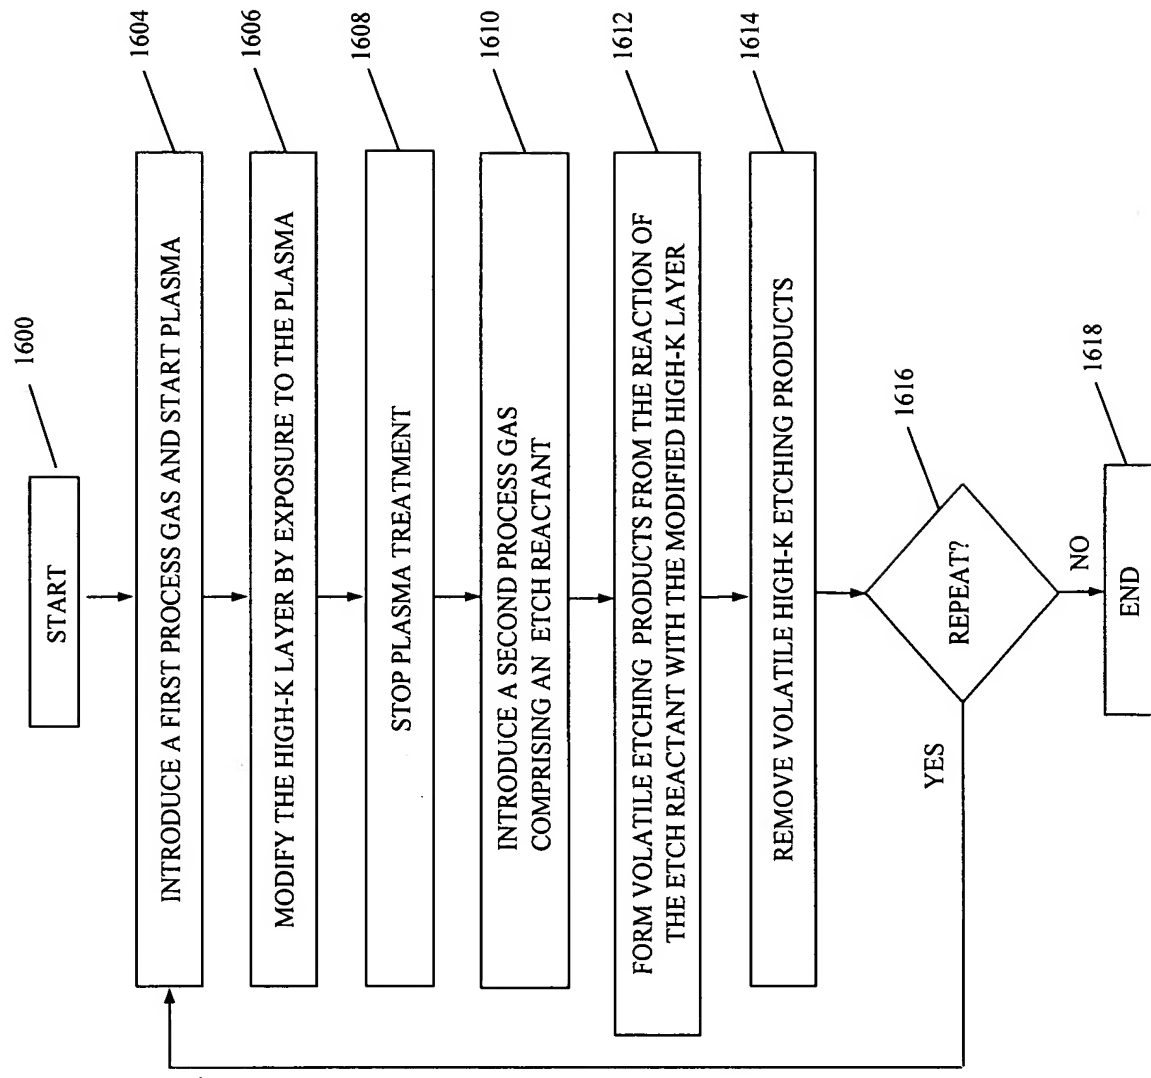 1600
START
1604
INTRODUCE A FIRST PROCESS GAS AND START PLASMA
1606
MODIFY THE HIGH-K LAYER BY EXPOSURE TO THE PLASMA
1608
STOP PLASMA TREATMENT
1610
INTRODUCE A SECOND PROCESS GAS
COMPRISING AN ETCH REACTANT
1612
FORM VOLATILE ETCHING PRODUCTS FROM THE REACTION OF
THE ETCH REACTANT WITH THE MODIFIED HIGH-K LAYER
1614
REMOVE VOLATILE HIGH-K ETCHING PRODUCTS
1616
REPEAT?
YES
NO
1618
END